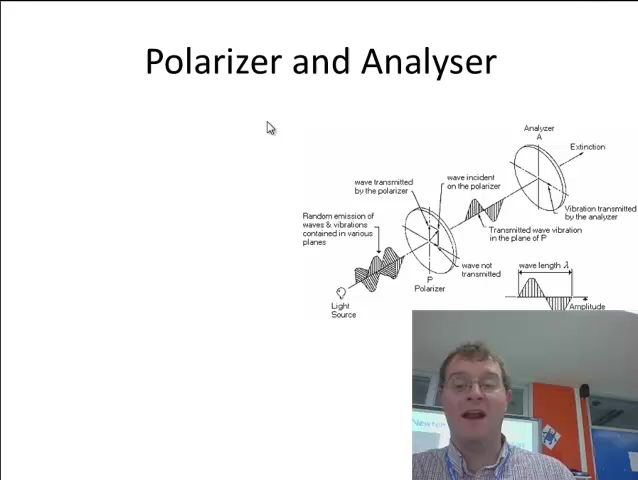 Polarizer and Analyser
Analyzer
A
Extinction
wave transmitted
by the polarizer
wave incident
on the polarizer
Vibration transmitted
by the analyzer
Random emission of
waves & vibrations
contained in various
planes
Transmitted wave vibration
in the plane of P
wave not
transmitted
P
Polarizer
wave length λ
Amplitude
Light
Source